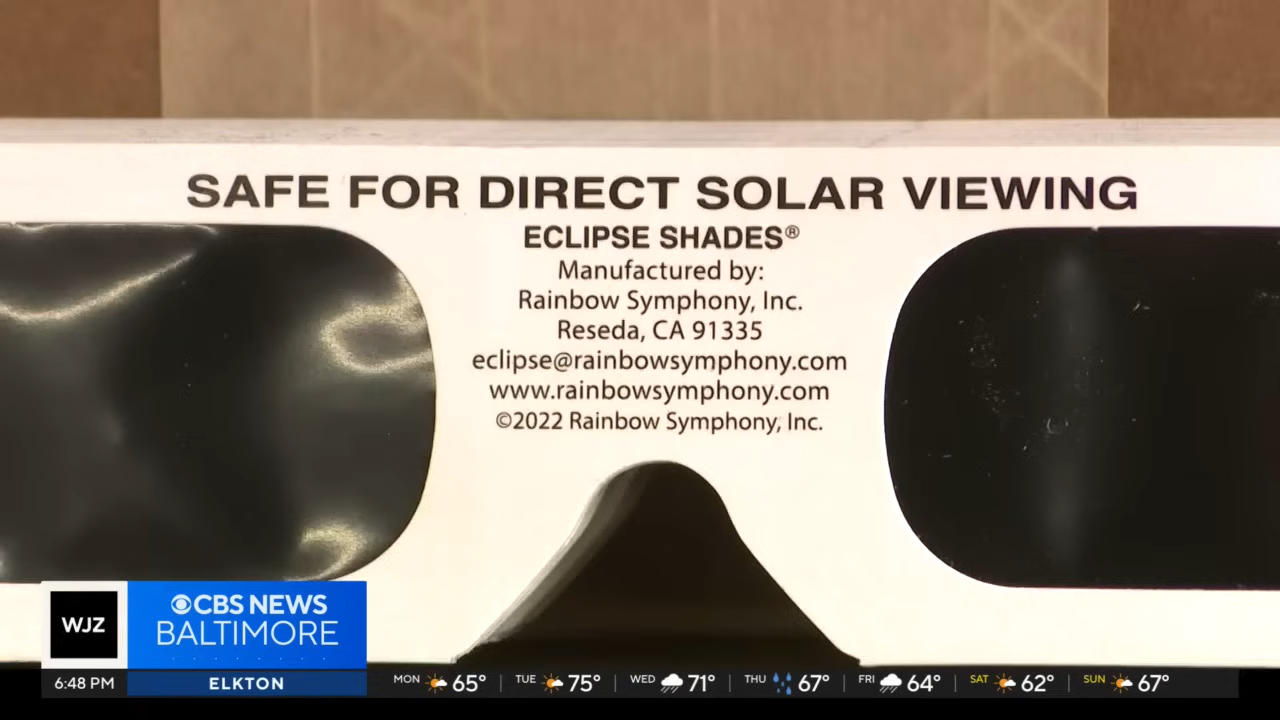 SAFE FOR DIRECT SOLAR VIEWING
ECLIPSE SHADES®
Manufactured by:
Rainbow Symphony, Inc.
Reseda, CA 91335
eclipse@rainbowsymphony.com
www.rainbowsymphony.com
©2022 Rainbow Symphony, Inc.
WJZ
CBS NEWS
BALTIMORE
6:48 PM ELKTON MON 65° TUE 75° WED 71° THU 67° FRI 64° SAT 62° SUN 67°